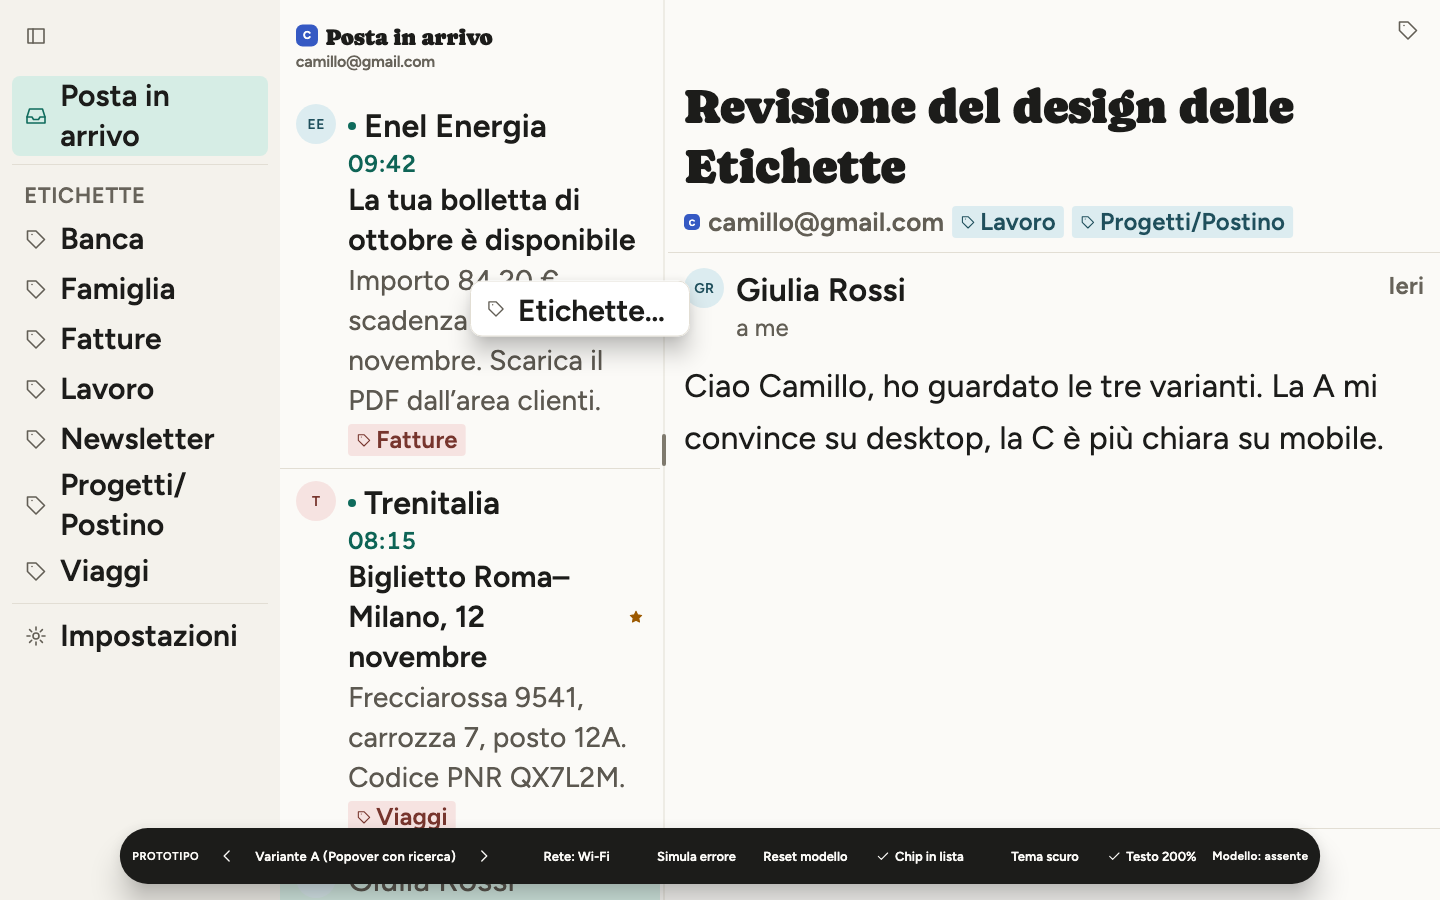 Posta in
arrivo
ETICHETTE
Banca
Famiglia
Fatture
Lavoro
Newsletter
Progetti/
Postino
Viaggi
Impostazioni
C Posta in arrivo
camillo@gmail.com
EE Enel Energia
09:42
La tua bolletta di
ottobre è disponibile
Importo 84,20 €,
scadenza
novembre. Scarica il
PDF dall’area clienti.
Fatture
T Trenitalia
08:15
Biglietto Roma–
Milano, 12
novembre
Frecciarossa 9541,
carrozza 7, posto 12A.
Codice PNR QX7L2M.
Viaggi
Giulia Rossi
Etichette…
Revisione del design delle
Etichette
C camillo@gmail.com Lavoro Progetti/Postino
GR Giulia Rossi Ieri
a me
Ciao Camillo, ho guardato le tre varianti. La A mi
convince su desktop, la C è più chiara su mobile.
PROTOTIPO Variante A (Popover con ricerca) Rete: Wi-Fi Simula errore Reset modello Chip in lista Tema scuro Testo 200% Modello: assente